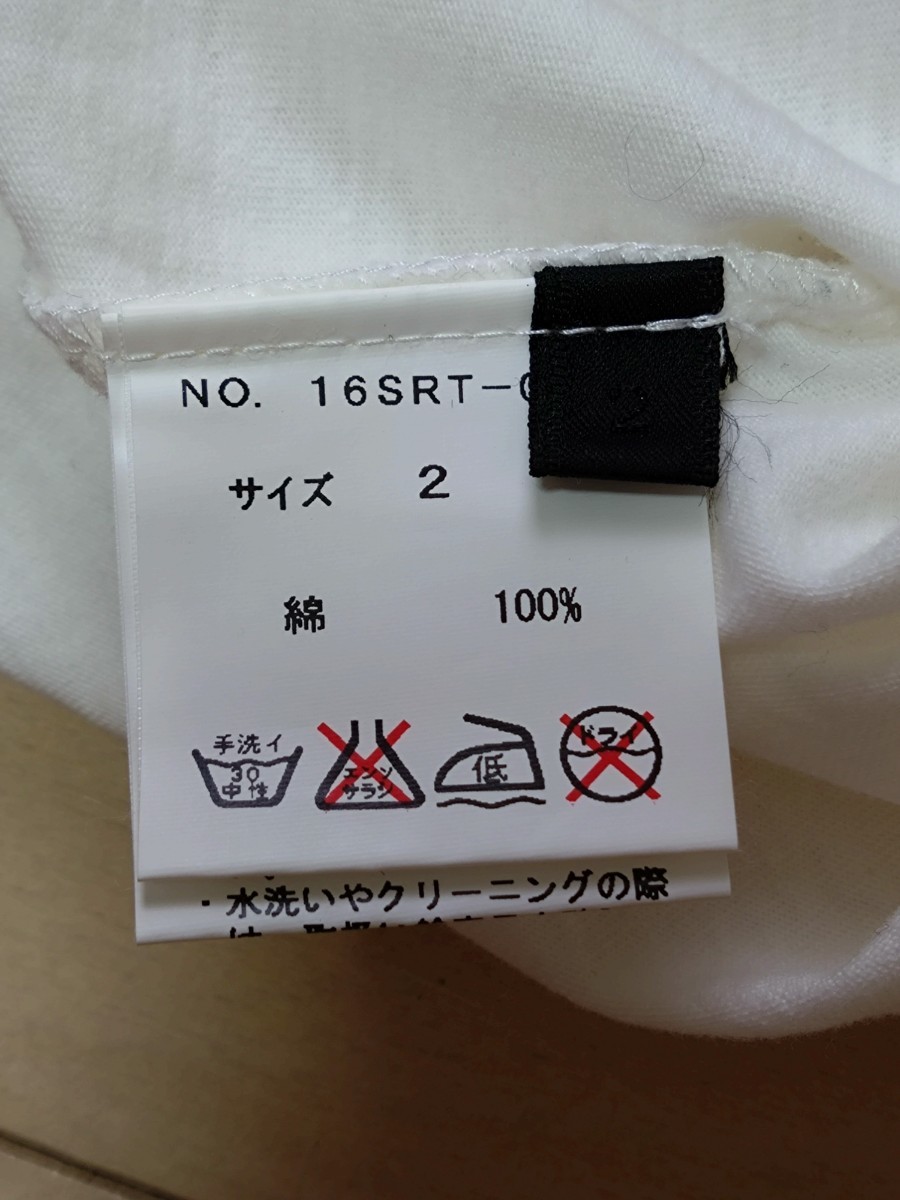 NO. 16SRT-
サイズ 2
2
綿 100%
手洗イ
30
中性
エンソ
サラシ
低
ドライ
・水洗いやクリーニングの際